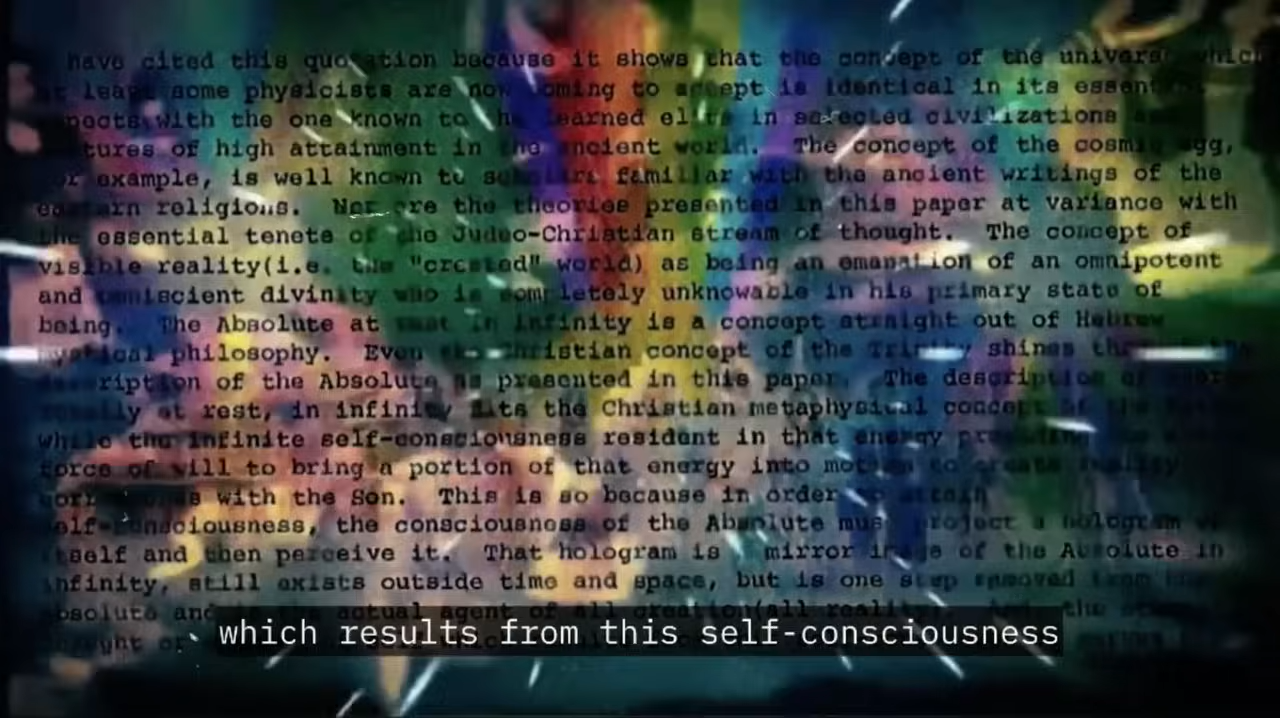 have cited this quotation because it shows that the concept of the universe which
at least some physicists are now coming to accept is identical in its essential
aspects with the one known to the learned elite in selected civilizations
of high attainment in the ancient world. The concept of the cosmic egg,
for example, is well known to scholars familiar with the ancient writings of the
eastern religions. Nor are the theories presented in this paper at variance with
the essential tenets of the Judeo-Christian stream of thought. The concept of
visible reality(i.e. the "created" world) as being an emanation of an omnipotent
and omniscient divinity who is completely unknowable in his primary state of
being. The Absolute at rest in infinity is a concept straight out of Hebrew
mystical philosophy. Even the Christian concept of the Trinity shines through the
description of the Absolute as presented in this paper. The description of
at rest, in infinity fits the Christian metaphysical concept of the
while the infinite self-consciousness resident in that energy providing
force of will to bring a portion of that energy into motion to create reality
corresponds with the Son. This is so because in order to attain
self-consciousness, the consciousness of the Absolute must project a hologram of
itself and then perceive it. That hologram is mirror image of the Absolute in
infinity, still exists outside time and space, but is one step removed from the
absolute and is the actual agent of all creation(all reality). the
which results from this self-consciousness